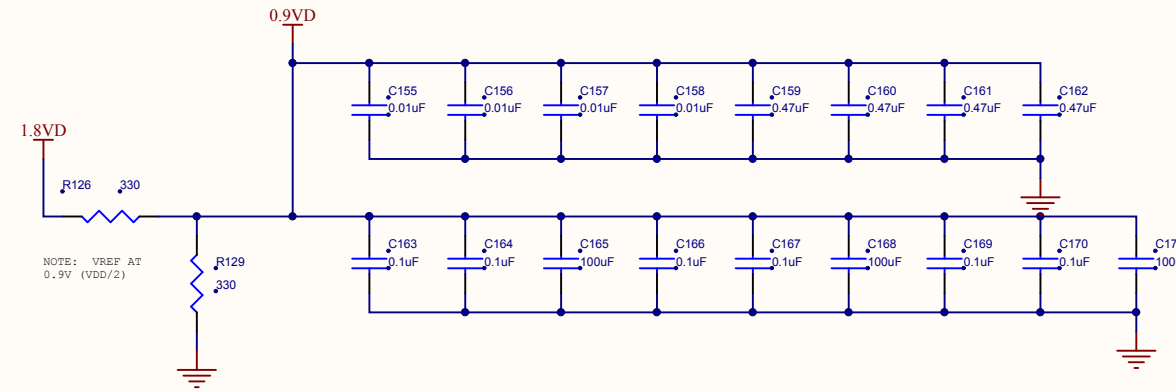 0.9VD
C155
0.01uF
C156
0.01uF
C157
0.01uF
C158
0.01uF
C159
0.47uF
C160
0.47uF
C161
0.47uF
C162
0.47uF
1.8VD
R126 330
NOTE: VREF AT
0.9V (VDD/2)
R129
330
C163
0.1uF
C164
0.1uF
C165
100uF
C166
0.1uF
C167
0.1uF
C168
100uF
C169
0.1uF
C170
0.1uF